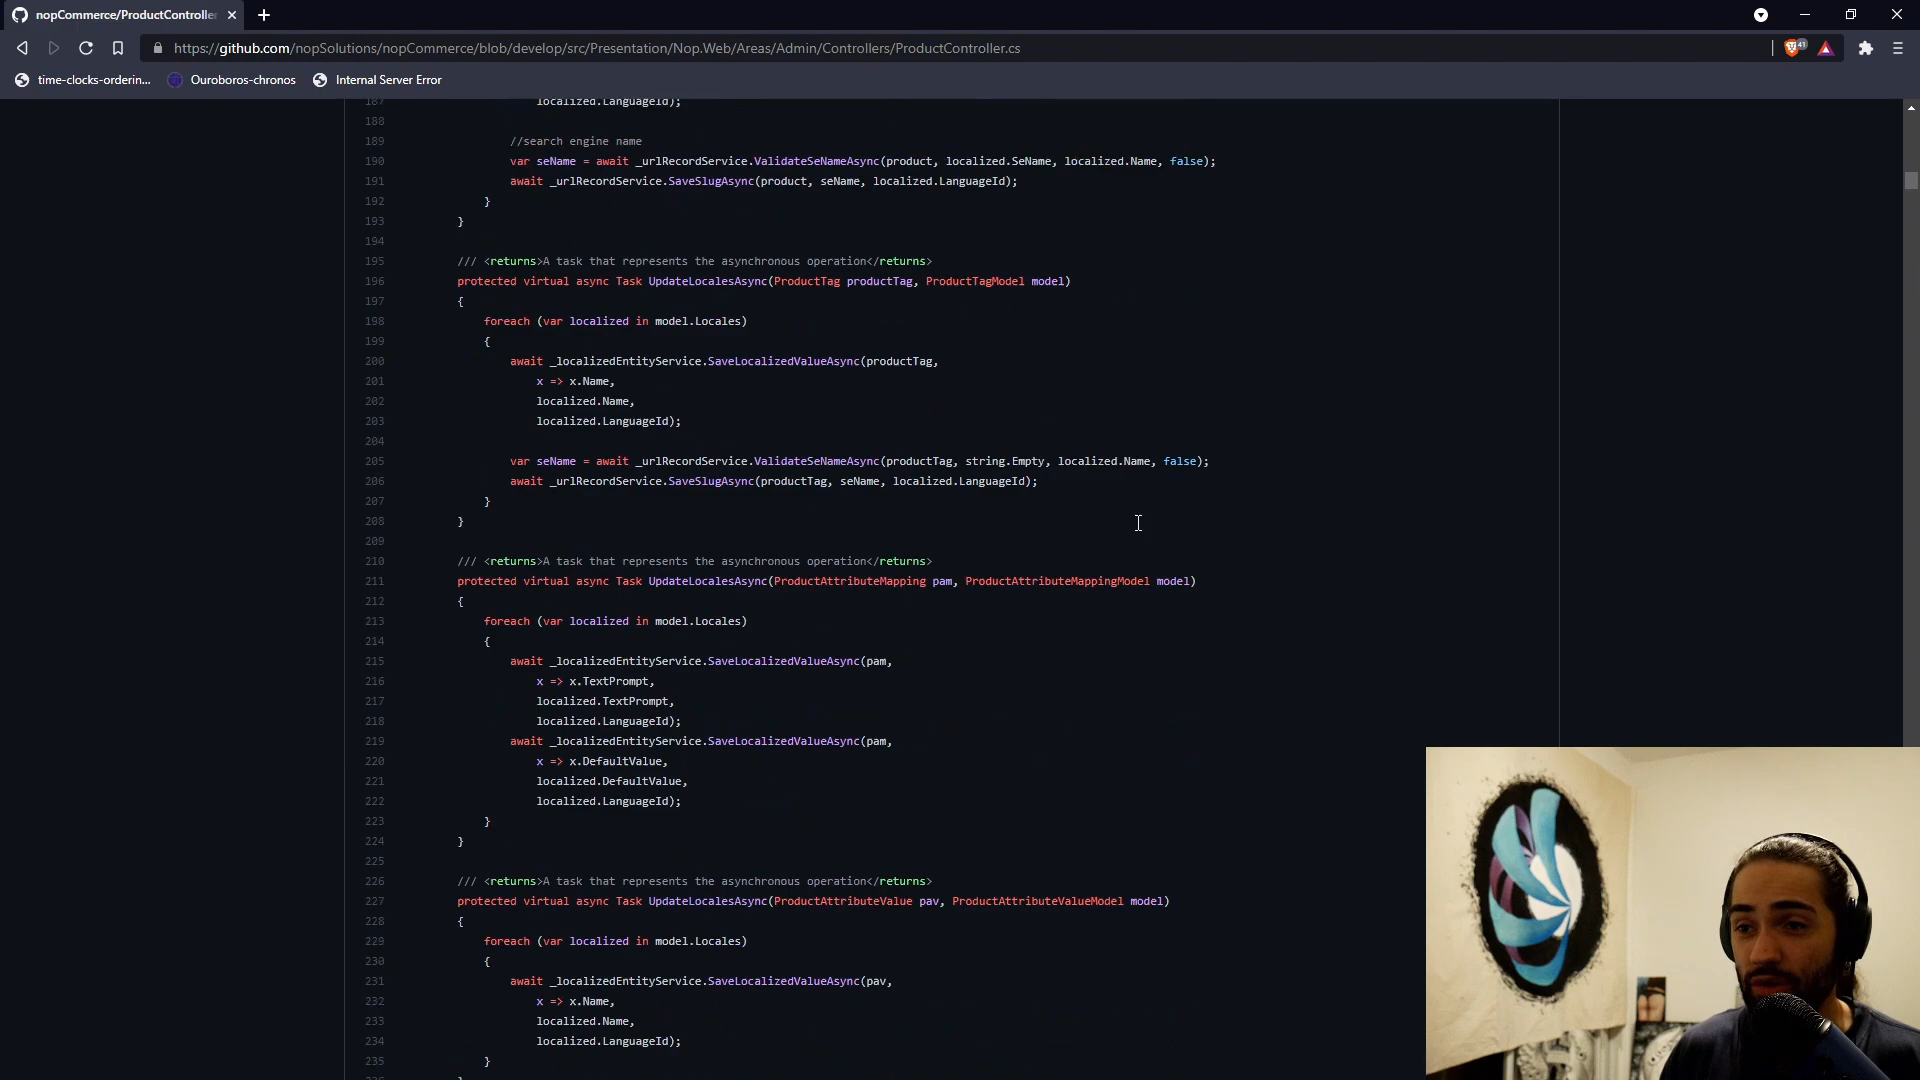 nopCommerce/ProductController
https://github.com/nopSolutions/nopCommerce/blob/develop/src/Presentation/Nop.Web/Areas/Admin/Controllers/ProductController.cs
41
time-clocks-orderin... Ouroboros-chronos Internal Server Error
187 localized.LanguageId);
188
189 //search engine name
190 var seName = await _urlRecordService.ValidateSeNameAsync(product, localized.SeName, localized.Name, false);
191 await _urlRecordService.SaveSlugAsync(product, seName, localized.LanguageId);
192 }
193 }
194
195 /// <returns>A task that represents the asynchronous operation</returns>
196 protected virtual async Task UpdateLocalesAsync(ProductTag productTag, ProductTagModel model)
197 {
198 foreach (var localized in model.Locales)
199 {
200 await _localizedEntityService.SaveLocalizedValueAsync(productTag,
201 x => x.Name,
202 localized.Name,
203 localized.LanguageId);
204
205 var seName = await _urlRecordService.ValidateSeNameAsync(productTag, string.Empty, localized.Name, false);
206 await _urlRecordService.SaveSlugAsync(productTag, seName, localized.LanguageId);
207 }
208 }
209
210 /// <returns>A task that represents the asynchronous operation</returns>
211 protected virtual async Task UpdateLocalesAsync(ProductAttributeMapping pam, ProductAttributeMappingModel model)
212 {
213 foreach (var localized in model.Locales)
214 {
215 await _localizedEntityService.SaveLocalizedValueAsync(pam,
216 x => x.TextPrompt,
217 localized.TextPrompt,
218 localized.LanguageId);
219 await _localizedEntityService.SaveLocalizedValueAsync(pam,
220 x => x.DefaultValue,
221 localized.DefaultValue,
222 localized.LanguageId);
223 }
224 }
225
226 /// <returns>A task that represents the asynchronous operation</returns>
227 protected virtual async Task UpdateLocalesAsync(ProductAttributeValue pav, ProductAttributeValueModel model)
228 {
229 foreach (var localized in model.Locales)
230 {
231 await _localizedEntityService.SaveLocalizedValueAsync(pav,
232 x => x.Name,
233 localized.Name,
234 localized.LanguageId);
235 }